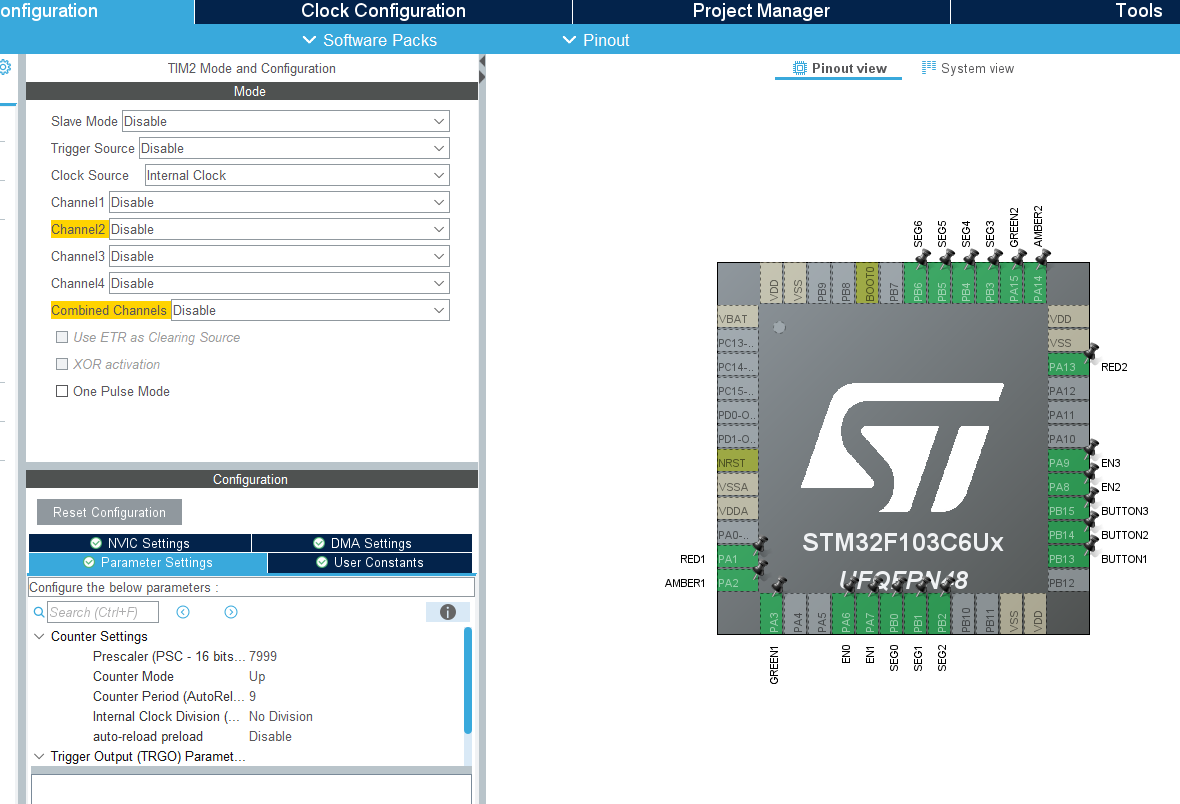 onfiguration
Clock Configuration
Project Manager
Tools
Software Packs
Pinout
TIM2 Mode and Configuration
Mode
Slave Mode Disable
Trigger Source Disable
Clock Source Internal Clock
Channel1 Disable
Channel2 Disable
Channel3 Disable
Channel4 Disable
Combined Channels Disable
Use ETR as Clearing Source
XOR activation
One Pulse Mode
Configuration
Reset Configuration
NVIC Settings
DMA Settings
Parameter Settings
User Constants
Configure the below parameters :
Search (Ctrl+F)
Counter Settings
Prescaler (PSC - 16 bits... 7999
Counter Mode Up
Counter Period (AutoRel... 9
Internal Clock Division (... No Division
auto-reload preload Disable
Trigger Output (TRGO) Paramet...
Pinout view
System view
SEG6
SEG5
SEG4
SEG3
GREEN2
AMBER2
VDD
VSS
PB9
PB8
BOOT0
PB7
PB6
PB5
PB4
PB3
PA15
PA14
VBAT
PC13-..
PC14-..
PC15-..
PD0-O..
PD1-O..
NRST
VSSA
VDDA
PA0-..
RED1 PA1
AMBER1 PA2
VDD
VSS
PA13 RED2
PA12
PA11
PA10
PA9 EN3
PA8 EN2
PB15 BUTTON3
PB14 BUTTON2
PB13 BUTTON1
PB12
STM32F103C6Ux
UFQFPN48
PA3
PA4
PA5
PA6
PA7
PB0
PB1
PB2
PB10
PB11
VSS
VDD
GREEN1
EN0
EN1
SEG0
SEG1
SEG2